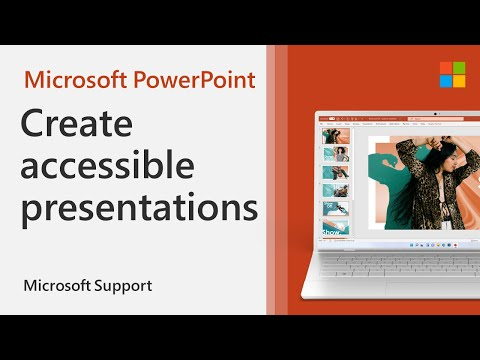 Microsoft PowerPoint
Create
accessible
presentations
Microsoft Support